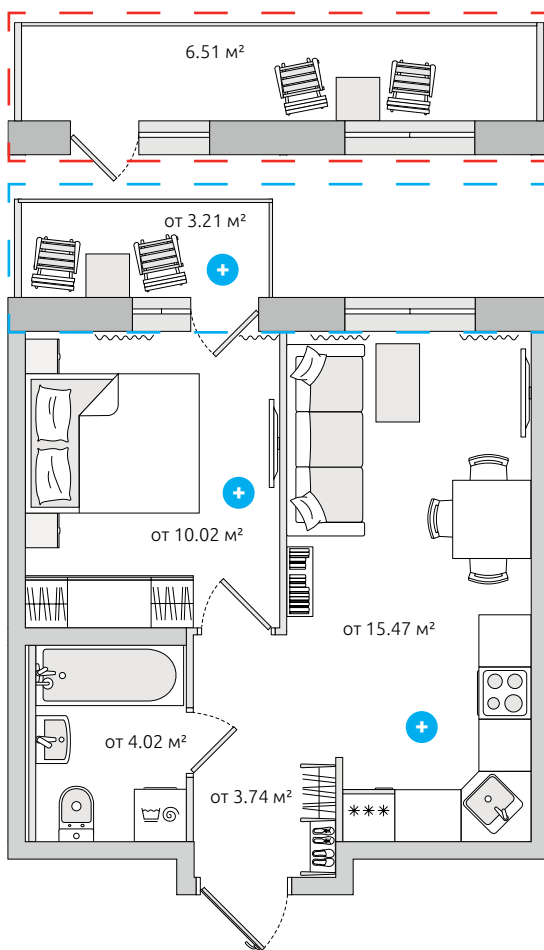 6.51 м²
от 3.21 м²
от 10.02 м²
от 15.47 м²
от 4.02 м²
от 3.74 м²